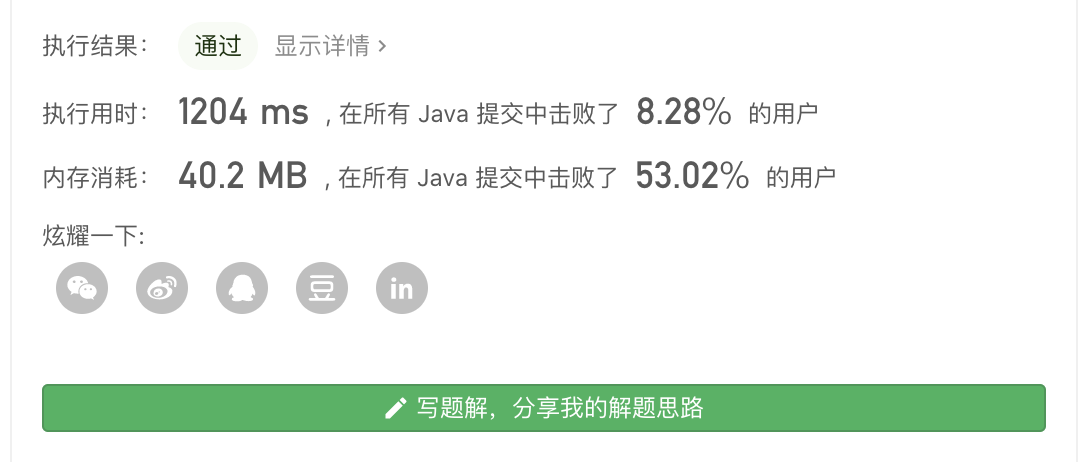 执行结果： 通过 显示详情 >
执行用时： 1204 ms , 在所有 Java 提交中击败了 8.28% 的用户
内存消耗： 40.2 MB , 在所有 Java 提交中击败了 53.02% 的用户
炫耀一下:
豆 in
写题解，分享我的解题思路